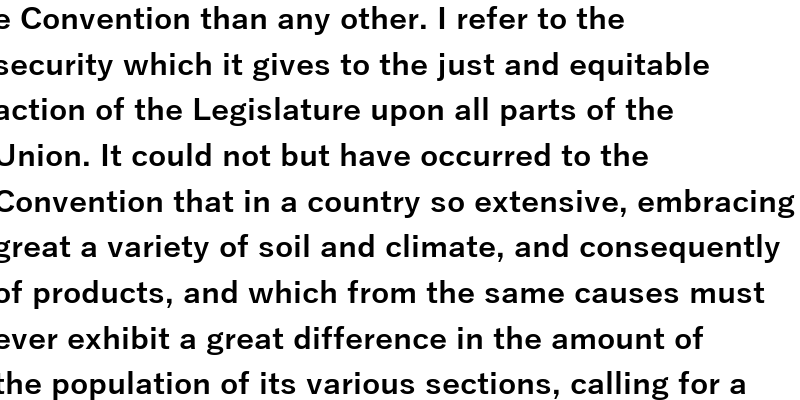 e Convention than any other. I refer to the
security which it gives to the just and equitable
action of the Legislature upon all parts of the
Union. It could not but have occurred to the
Convention that in a country so extensive, embracing
great a variety of soil and climate, and consequently
of products, and which from the same causes must
ever exhibit a great difference in the amount of
the population of its various sections, calling for a